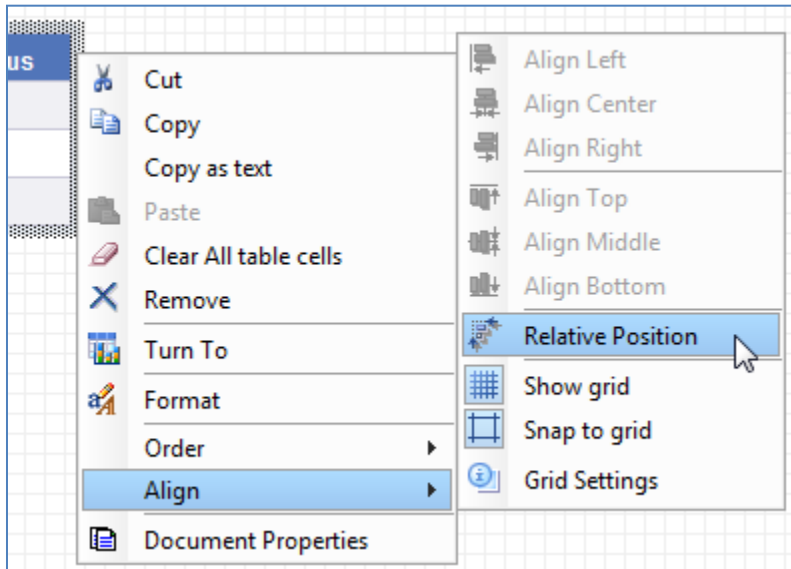 us
Cut
Copy
Copy as text
Paste
Clear All table cells
Remove
Turn To
Format
Order
Align
Document Properties
Align Left
Align Center
Align Right
Align Top
Align Middle
Align Bottom
Relative Position
Show grid
Snap to grid
Grid Settings